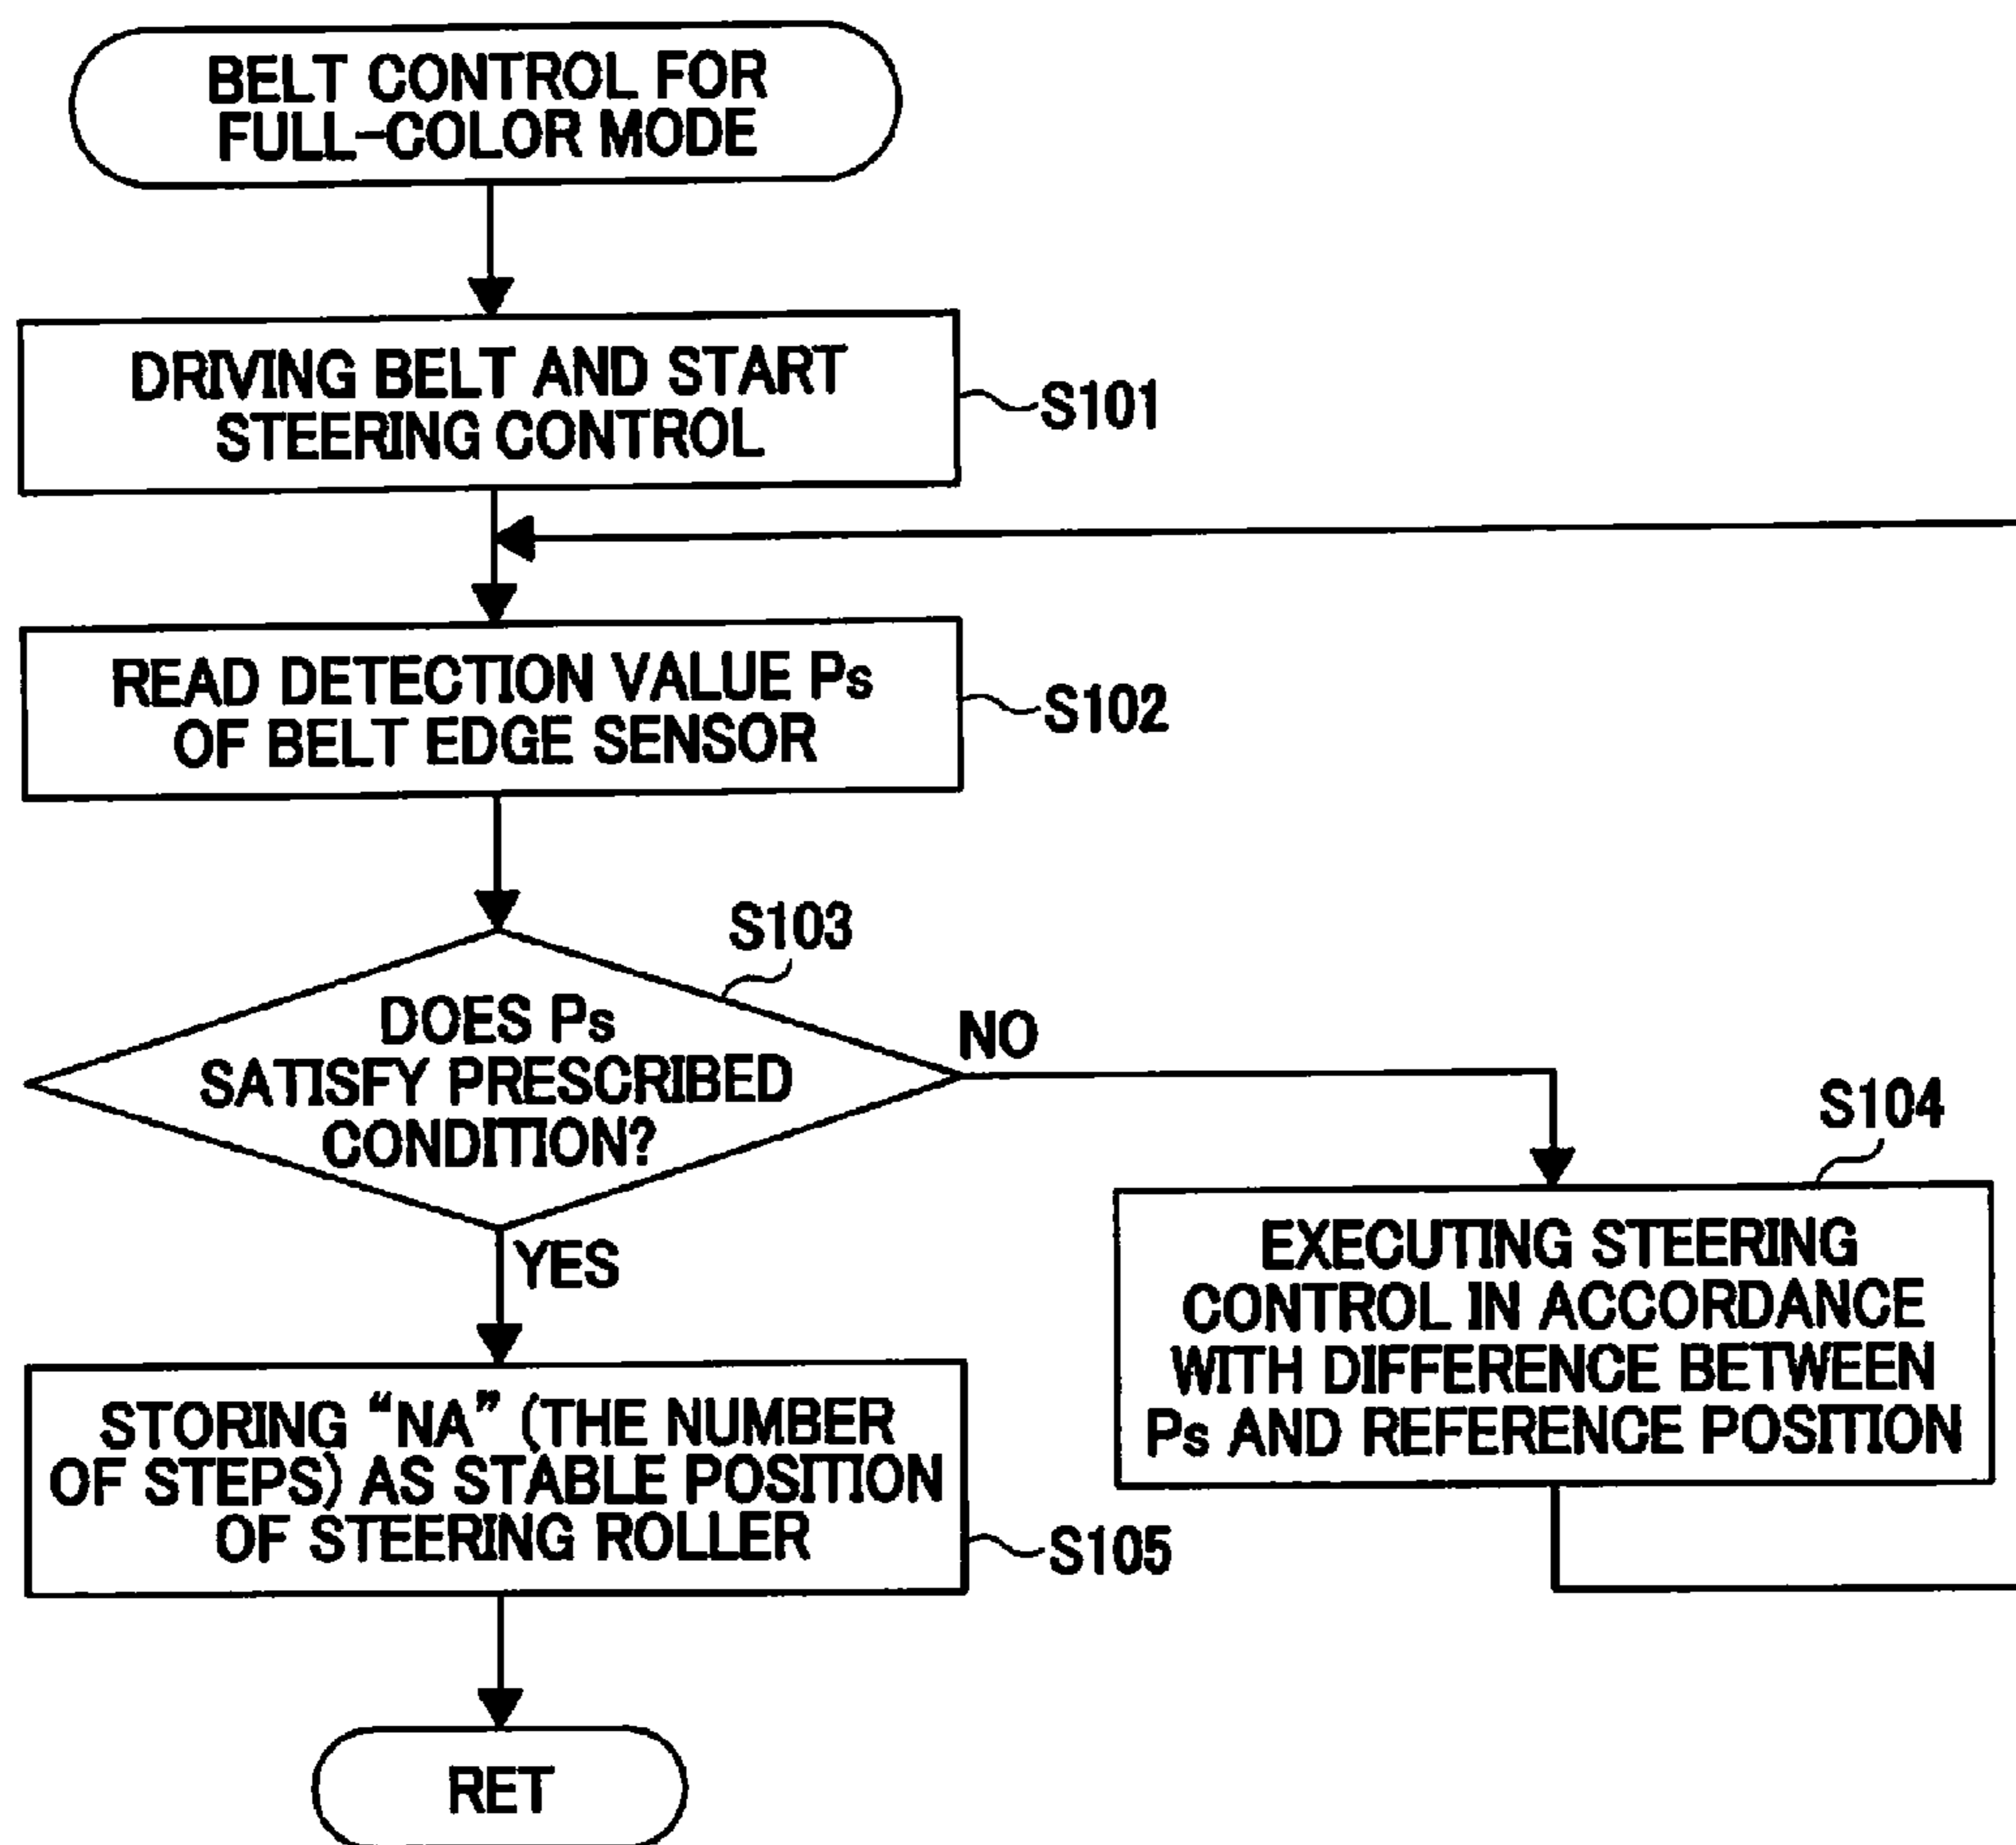 BELT CONTROL FOR
FULL-COLOR MODE
DRIVING BELT AND START
STEERING CONTROL
S101
READ DETECTION VALUE Ps
OF BELT EDGE SENSOR
S102
S103
DOES Ps
SATISFY PRESCRIBED
CONDITION?
NO
YES
S104
EXECUTING STEERING
CONTROL IN ACCORDANCE
WITH DIFFERENCE BETWEEN
Ps AND REFERENCE POSITION
STORING “NA” (THE NUMBER
OF STEPS) AS STABLE POSITION
OF STEERING ROLLER
S105
RET